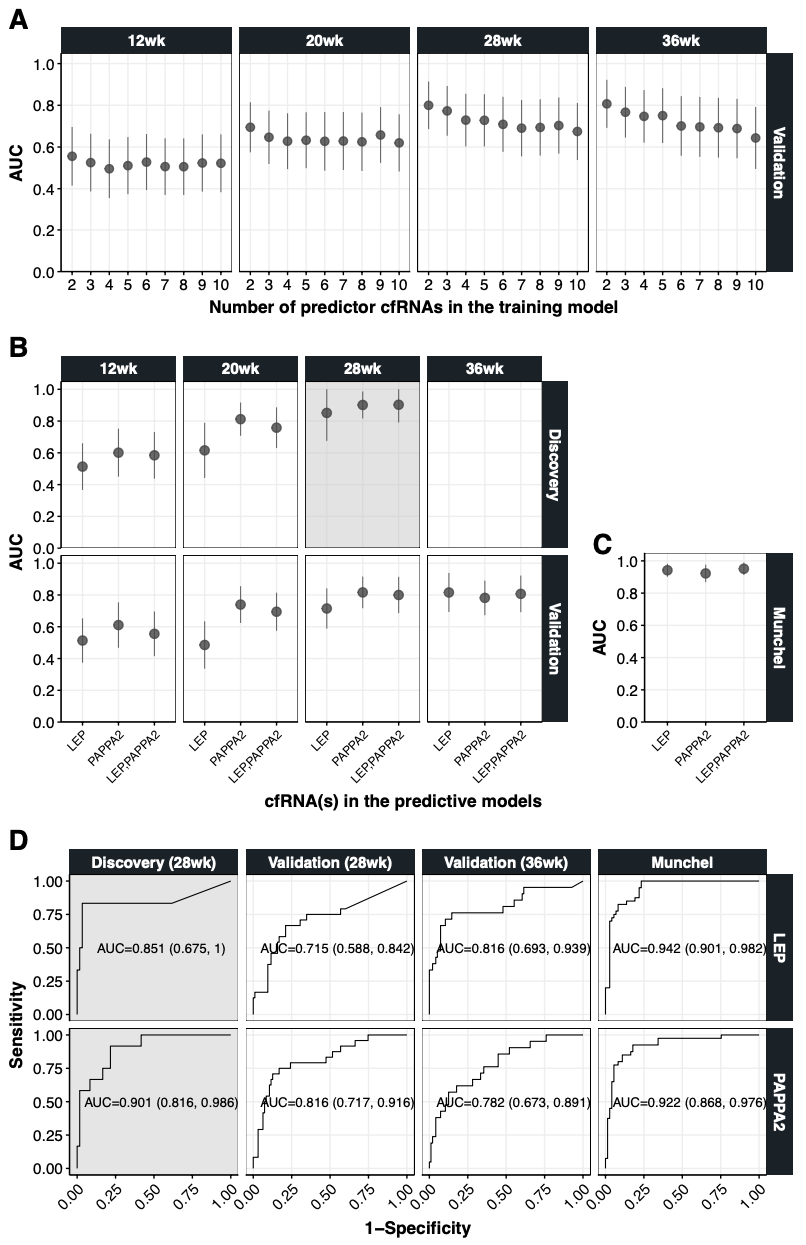 A
12wk 20wk 28wk 36wk
1.0
0.8
0.6
0.4
0.2
0.0
AUC
Validation
2 3 4 5 6 7 8 9 10 2 3 4 5 6 7 8 9 10 2 3 4 5 6 7 8 9 10 2 3 4 5 6 7 8 9 10
Number of predictor cfRNAs in the training model
B
12wk 20wk 28wk 36wk
1.0
0.8
0.6
0.4
0.2
0.0
Discovery
AUC
1.0
0.8
0.6
0.4
0.2
0.0
Validation
LEP PAPPA2 LEP,PAPPA2 LEP PAPPA2 LEP,PAPPA2 LEP PAPPA2 LEP,PAPPA2 LEP PAPPA2 LEP,PAPPA2
cfRNA(s) in the predictive models
C
1.0
0.8
0.6
0.4
0.2
0.0
AUC
Munchel
LEP PAPPA2 LEP,PAPPA2
D
Discovery (28wk) Validation (28wk) Validation (36wk) Munchel
1.00
0.75
0.50
0.25
0.00
AUC=0.851 (0.675, 1) AUC=0.715 (0.588, 0.842) AUC=0.816 (0.693, 0.939) AUC=0.942 (0.901, 0.982)
LEP
Sensitivity
1.00
0.75
0.50
0.25
0.00
AUC=0.901 (0.816, 0.986) AUC=0.816 (0.717, 0.916) AUC=0.782 (0.673, 0.891) AUC=0.922 (0.868, 0.976)
PAPPA2
0.00 0.25 0.50 0.75 1.00 0.00 0.25 0.50 0.75 1.00 0.00 0.25 0.50 0.75 1.00 0.00 0.25 0.50 0.75 1.00
1−Specificity